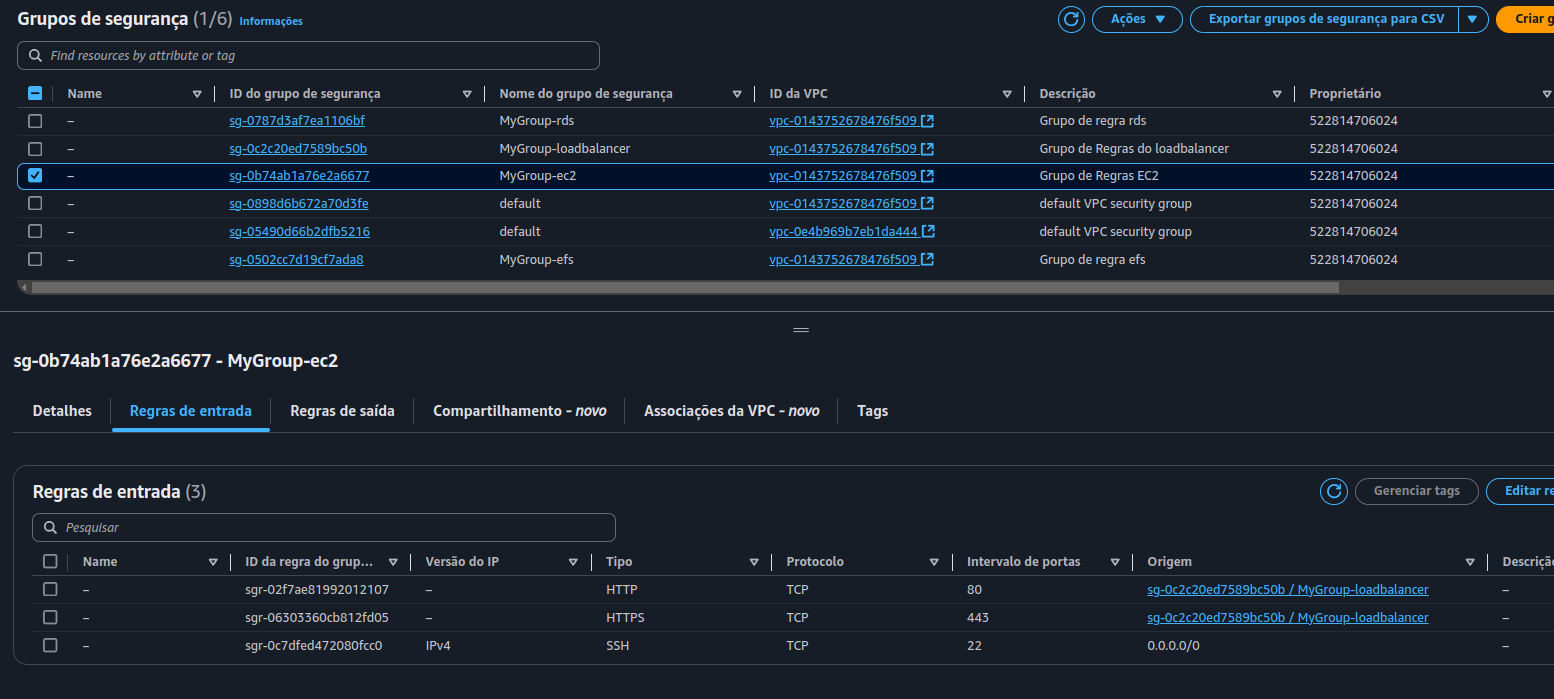 Grupos de segurança (1/6) Informações
Ações
Exportar grupos de segurança para CSV
Criar g
Find resources by attribute or tag
Name ID do grupo de segurança Nome do grupo de segurança ID da VPC Descrição Proprietário
– sg-0787d3af7ea1106bf MyGroup-rds vpc-0143752678476f509 Grupo de regra rds 522814706024
– sg-0c2c20ed7589bc50b MyGroup-loadbalancer vpc-0143752678476f509 Grupo de Regras do loadbalancer 522814706024
– sg-0b74ab1a76e2a6677 MyGroup-ec2 vpc-0143752678476f509 Grupo de Regras EC2 522814706024
– sg-0898d6b672a70d3fe default vpc-0143752678476f509 default VPC security group 522814706024
– sg-05490d66b2dfb5216 default vpc-0e4b969b7eb1da444 default VPC security group 522814706024
– sg-0502cc7d19cf7ada8 MyGroup-efs vpc-0143752678476f509 Grupo de regra efs 522814706024
sg-0b74ab1a76e2a6677 - MyGroup-ec2
Detalhes Regras de entrada Regras de saída Compartilhamento - novo Associações da VPC - novo Tags
Regras de entrada (3)
Gerenciar tags
Editar re
Pesquisar
Name ID da regra do grup... Versão do IP Tipo Protocolo Intervalo de portas Origem Descriçã
– sgr-02f7ae81992012107 – HTTP TCP 80 sg-0c2c20ed7589bc50b / MyGroup-loadbalancer –
– sgr-06303360cb812fd05 – HTTPS TCP 443 sg-0c2c20ed7589bc50b / MyGroup-loadbalancer –
– sgr-0c7dfed472080fcc0 IPv4 SSH TCP 22 0.0.0.0/0 –